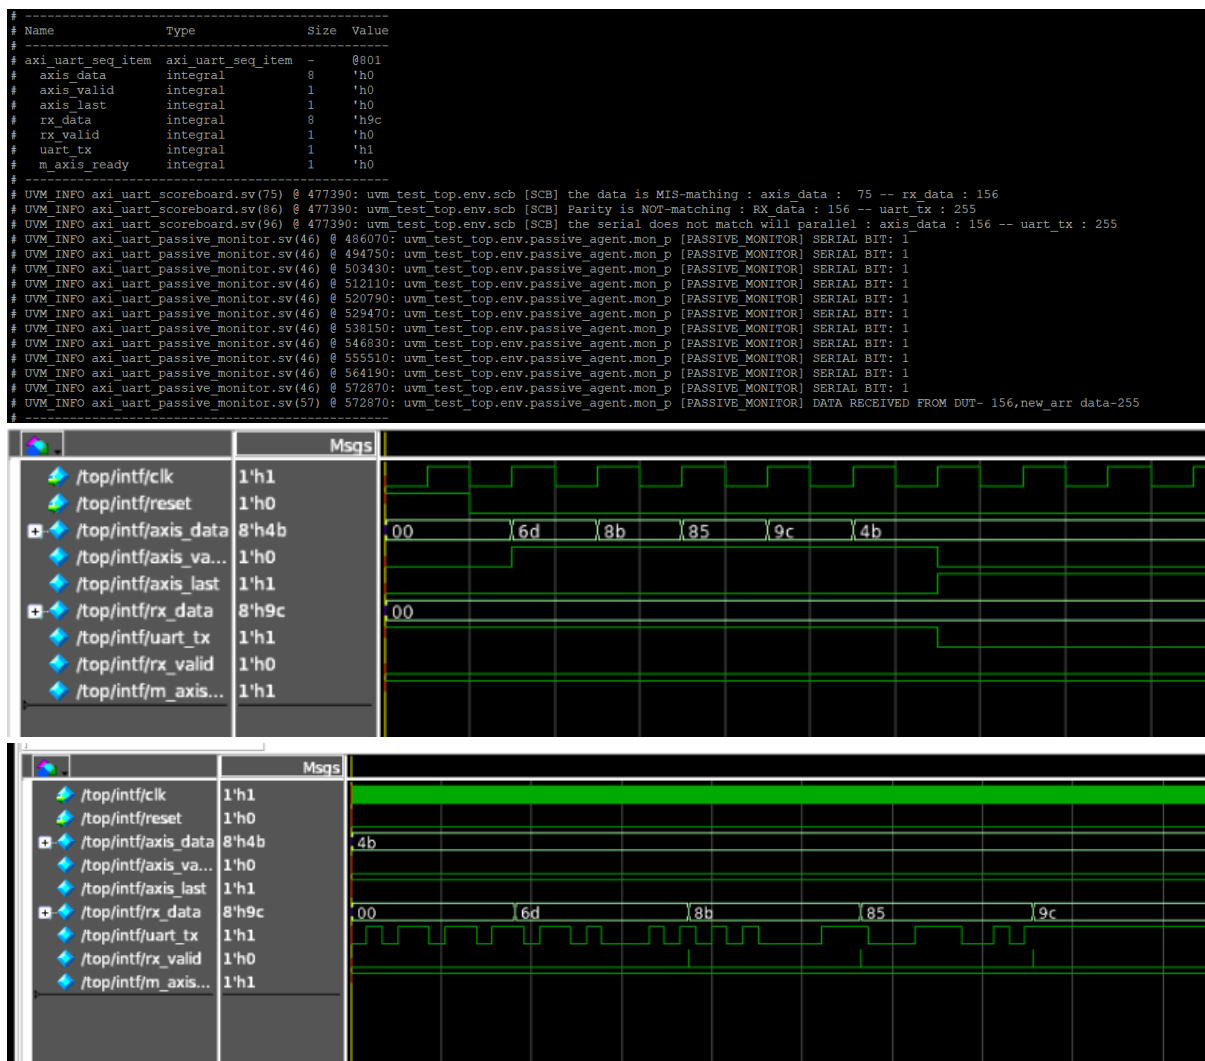 # -------------------------------------------------
# Name Type Size Value
# -------------------------------------------------
# axi_uart_seq_item axi_uart_seq_item - @801
# axis_data integral 8 'h0
# axis_valid integral 1 'h0
# axis_last integral 1 'h0
# rx_data integral 8 'h9c
# rx_valid integral 1 'h0
# uart_tx integral 1 'h1
# m_axis_ready integral 1 'h0
# -------------------------------------------------
# UVM_INFO axi_uart_scoreboard.sv(75) @ 477390: uvm_test_top.env.scb [SCB] the data is MIS-mathing : axis_data : 75 -- rx_data : 156
# UVM_INFO axi_uart_scoreboard.sv(86) @ 477390: uvm_test_top.env.scb [SCB] Parity is NOT-matching : RX_data : 156 -- uart_tx : 255
# UVM_INFO axi_uart_scoreboard.sv(96) @ 477390: uvm_test_top.env.scb [SCB] the serial does not match will parallel : axis_data : 156 -- uart_tx : 255
# UVM_INFO axi_uart_passive_monitor.sv(46) @ 486070: uvm_test_top.env.passive_agent.mon_p [PASSIVE_MONITOR] SERIAL BIT: 1
# UVM_INFO axi_uart_passive_monitor.sv(46) @ 494750: uvm_test_top.env.passive_agent.mon_p [PASSIVE_MONITOR] SERIAL BIT: 1
# UVM_INFO axi_uart_passive_monitor.sv(46) @ 503430: uvm_test_top.env.passive_agent.mon_p [PASSIVE_MONITOR] SERIAL BIT: 1
# UVM_INFO axi_uart_passive_monitor.sv(46) @ 512110: uvm_test_top.env.passive_agent.mon_p [PASSIVE_MONITOR] SERIAL BIT: 1
# UVM_INFO axi_uart_passive_monitor.sv(46) @ 520790: uvm_test_top.env.passive_agent.mon_p [PASSIVE_MONITOR] SERIAL BIT: 1
# UVM_INFO axi_uart_passive_monitor.sv(46) @ 529470: uvm_test_top.env.passive_agent.mon_p [PASSIVE_MONITOR] SERIAL BIT: 1
# UVM_INFO axi_uart_passive_monitor.sv(46) @ 538150: uvm_test_top.env.passive_agent.mon_p [PASSIVE_MONITOR] SERIAL BIT: 1
# UVM_INFO axi_uart_passive_monitor.sv(46) @ 546830: uvm_test_top.env.passive_agent.mon_p [PASSIVE_MONITOR] SERIAL BIT: 1
# UVM_INFO axi_uart_passive_monitor.sv(46) @ 555510: uvm_test_top.env.passive_agent.mon_p [PASSIVE_MONITOR] SERIAL BIT: 1
# UVM_INFO axi_uart_passive_monitor.sv(46) @ 564190: uvm_test_top.env.passive_agent.mon_p [PASSIVE_MONITOR] SERIAL BIT: 1
# UVM_INFO axi_uart_passive_monitor.sv(46) @ 572870: uvm_test_top.env.passive_agent.mon_p [PASSIVE_MONITOR] SERIAL BIT: 1
# UVM_INFO axi_uart_passive_monitor.sv(57) @ 572870: uvm_test_top.env.passive_agent.mon_p [PASSIVE_MONITOR] DATA RECEIVED FROM DUT- 156,new_arr data-255
# -------------------------------------------------
Msgs
/top/intf/clk 1'h1
/top/intf/reset 1'h0
/top/intf/axis_data 8'h4b 00 6d 8b 85 9c 4b
/top/intf/axis_va... 1'h0
/top/intf/axis_last 1'h1
/top/intf/rx_data 8'h9c 00
/top/intf/uart_tx 1'h1
/top/intf/rx_valid 1'h0
/top/intf/m_axis... 1'h1
Msgs
/top/intf/clk 1'h1
/top/intf/reset 1'h0
/top/intf/axis_data 8'h4b 4b
/top/intf/axis_va... 1'h0
/top/intf/axis_last 1'h1
/top/intf/rx_data 8'h9c 00 6d 8b 85 9c
/top/intf/uart_tx 1'h1
/top/intf/rx_valid 1'h0
/top/intf/m_axis... 1'h1